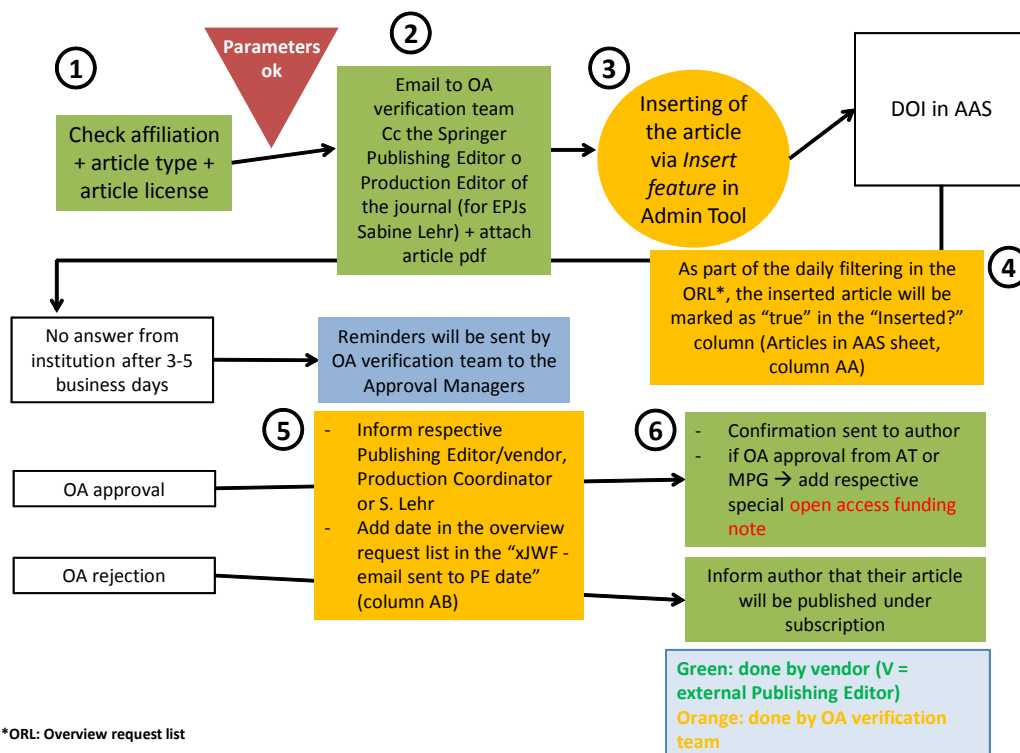 1
Parameters
ok
Check affiliation
+ article type +
article license
2
Email to OA
verification team
Cc the Springer
Publishing Editor o
Production Editor of
the journal (for EPJs
Sabine Lehr) + attach
article pdf
3
Inserting of
the article
via Insert
feature in
Admin Tool
DOI in AAS
4
As part of the daily filtering in the
ORL*, the inserted article will be
marked as “true” in the “Inserted?”
column (Articles in AAS sheet,
column AA)
No answer from
institution after 3-5
business days
Reminders will be sent by
OA verification team to the
Approval Managers
OA approval
OA rejection
5
- Inform respective
Publishing Editor/vendor,
Production Coordinator
or S. Lehr
- Add date in the overview
request list in the “xJWF -
email sent to PE date”
(column AB)
6
- Confirmation sent to author
- if OA approval from AT or
MPG → add respective
special open access funding
note
Inform author that their article
will be published under
subscription
Green: done by vendor (V =
external Publishing Editor)
Orange: done by OA verification
team
*ORL: Overview request list